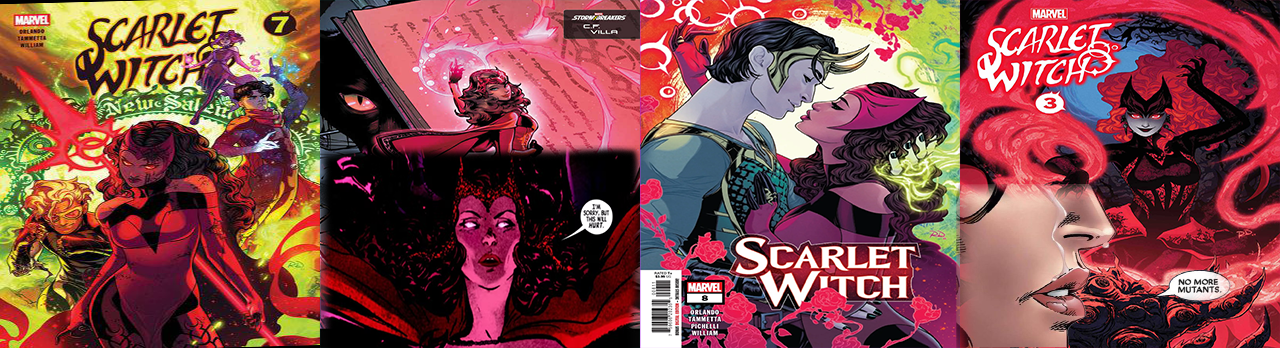 MARVEL
ORLANDO
TAMMETTA
WILLIAM
SCARLET
WITCH
7
New Salem
STORMBREAKERS
C.F.
VILLA
I'M
SORRY, BUT
THIS WILL
HURT.
SCARLET
WITCH
MARVEL
8
ORLANDO
TAMMETTA
PICHELLI
WILLIAM
MARVEL
SCARLET
WITCH
3
NO MORE
MUTANTS.